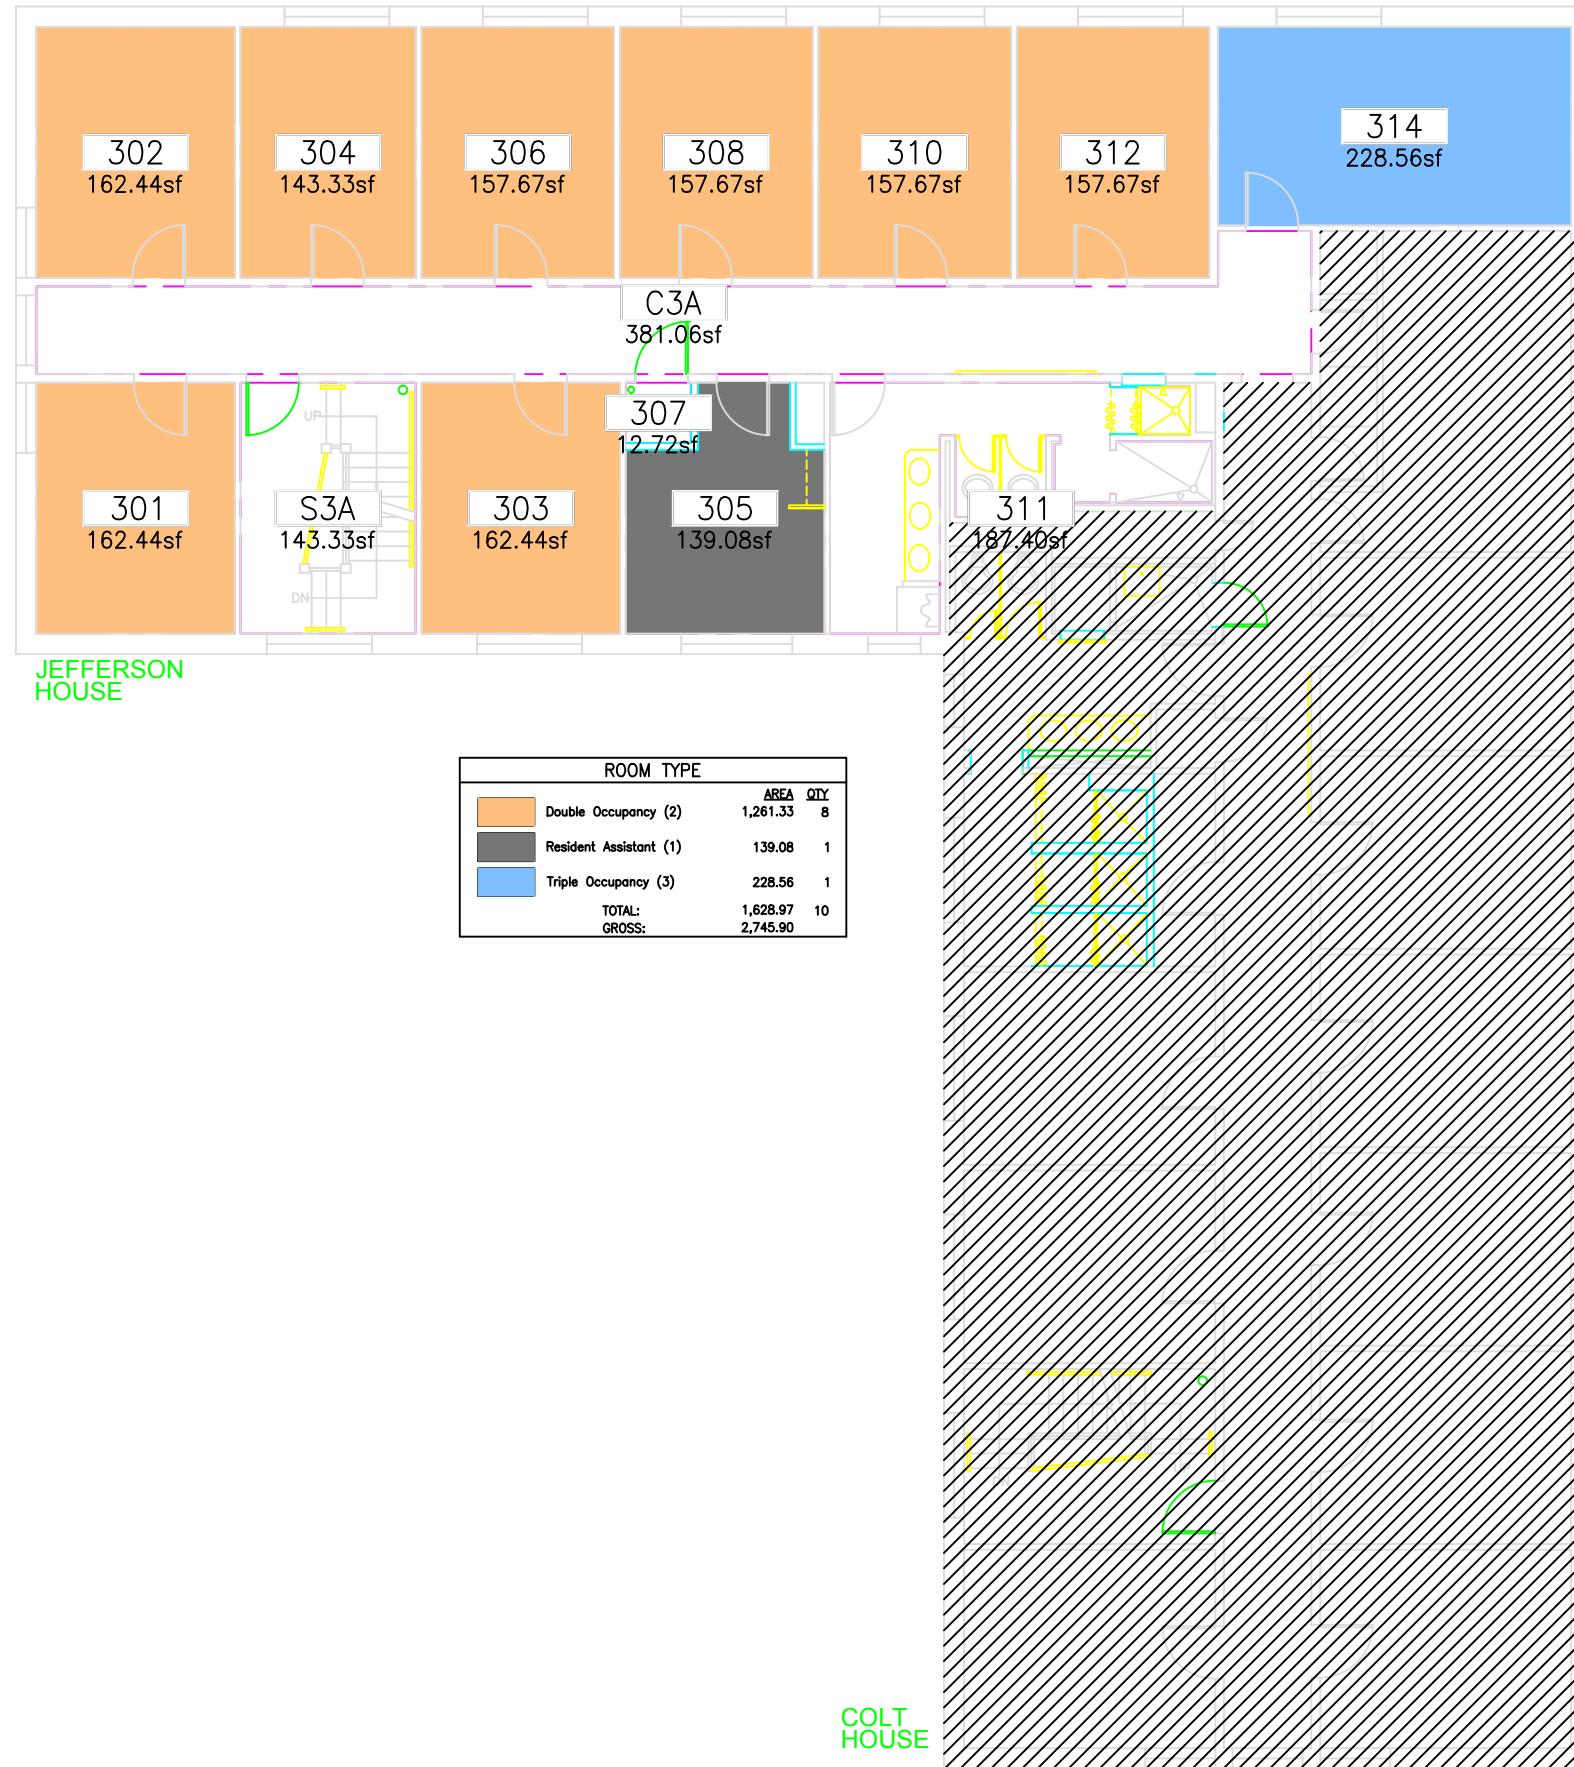 302
162.44sf
304
143.33sf
306
157.67sf
308
157.67sf
310
157.67sf
312
157.67sf
314
228.56sf
C3A
381.06sf
301
162.44sf
UP
S3A
143.33sf
DN
303
162.44sf
307
12.72sf
305
139.08sf
311
187.40sf
JEFFERSON
HOUSE
ROOM TYPE
AREA QTY
Double Occupancy (2) 1,261.33 8
Resident Assistant (1) 139.08 1
Triple Occupancy (3) 228.56 1
TOTAL: 1,628.97 10
GROSS: 2,745.90
COLT
HOUSE